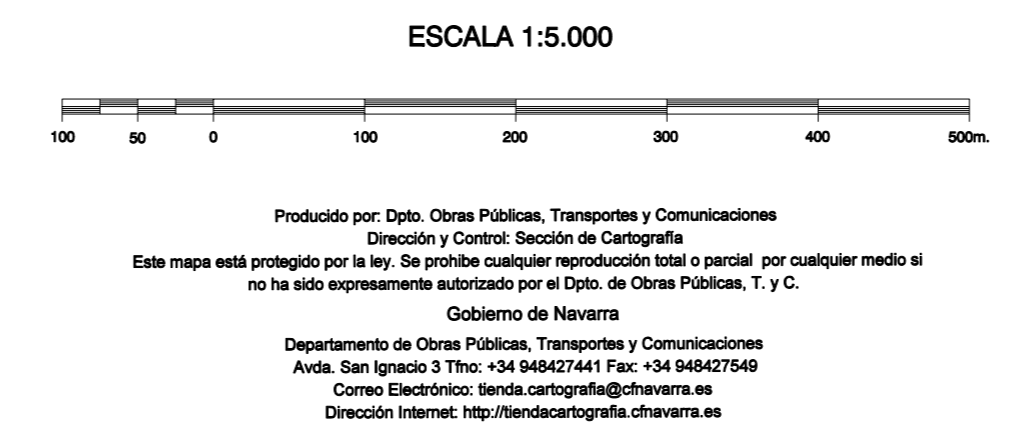 ESCALA 1:5.000
100 50 0 100 200 300 400 500m.
Producido por: Dpto. Obras Públicas, Transportes y Comunicaciones
Dirección y Control: Sección de Cartografía
Este mapa está protegido por la ley. Se prohibe cualquier reproducción total o parcial por cualquier medio si
no ha sido expresamente autorizado por el Dpto. de Obras Públicas, T. y C.
Gobierno de Navarra
Departamento de Obras Públicas, Transportes y Comunicaciones
Avda. San Ignacio 3 Tfno: +34 948427441 Fax: +34 948427549
Correo Electrónico: tienda.cartografia@cfnavarra.es
Dirección Internet: http://tiendacartografia.cfnavarra.es